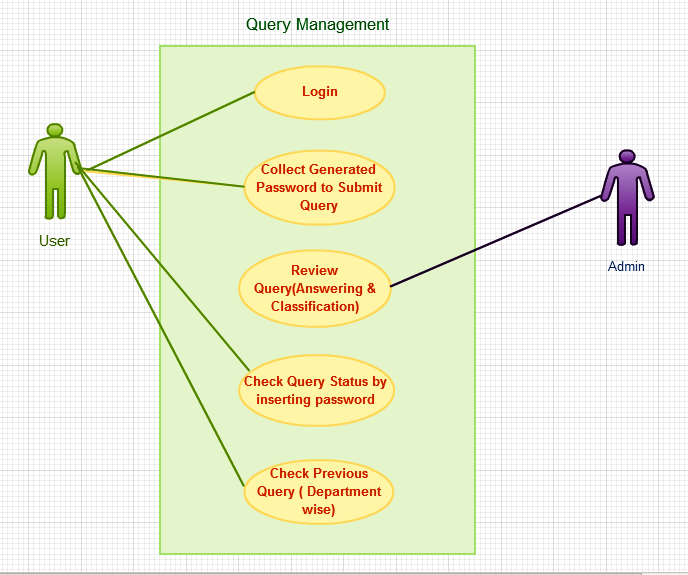 Query Management
Login
Collect Generated
Password to Submit
Query
User
Admin
Review
Query(Answering &
Classification)
Check Query Status by
inserting password
Check Previous
Query ( Department
wise)